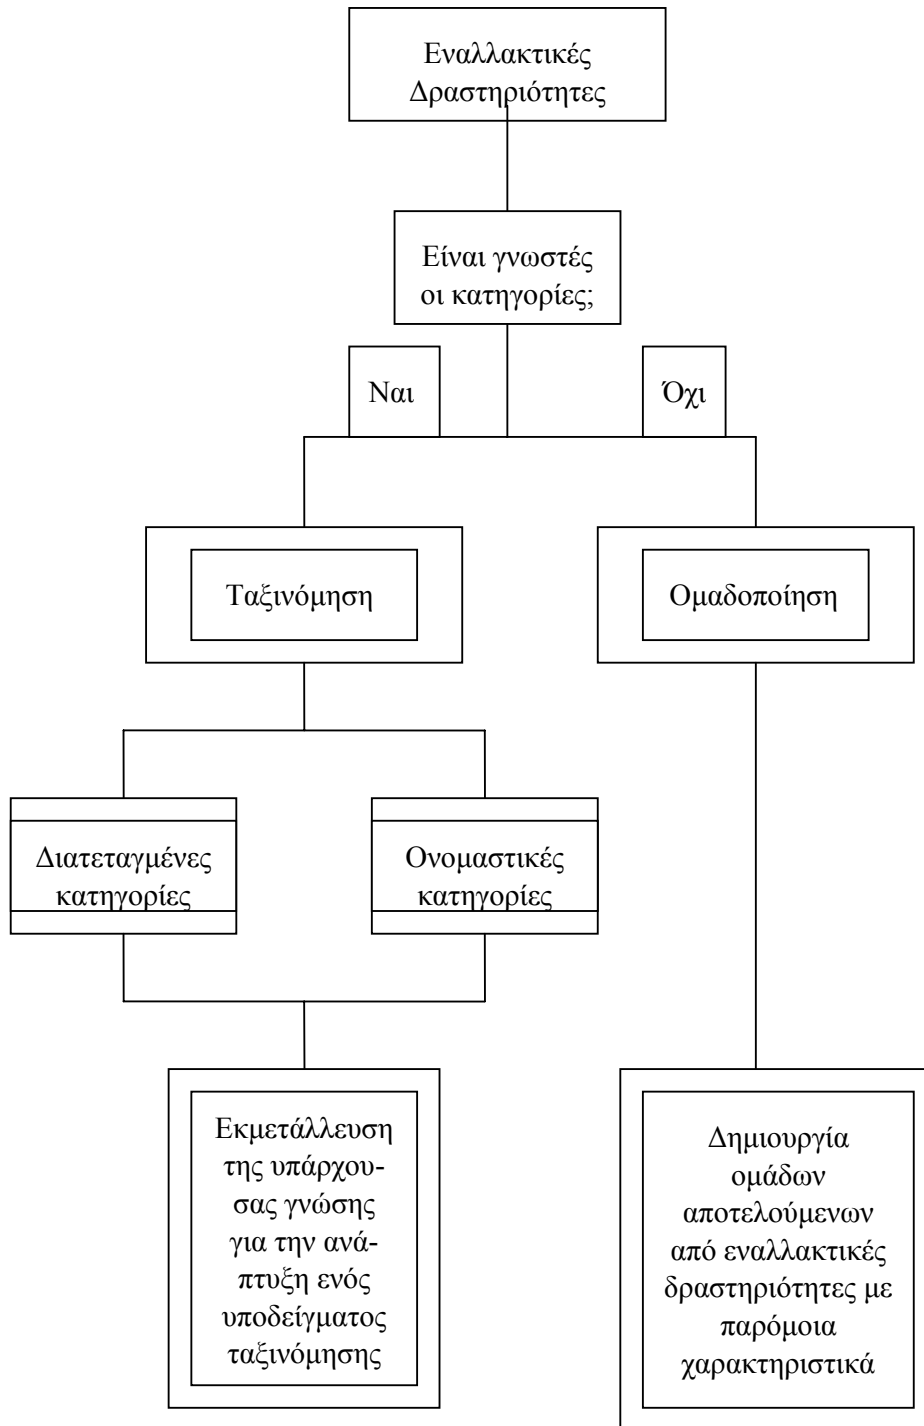 Εναλλακτικές
Δραστηριότητες
Είναι γνωστές
οι κατηγορίες;
Ναι
Όχι
Ταξινόμηση
Ομαδοποίηση
Διατεταγμένες
κατηγορίες
Ονομαστικές
κατηγορίες
Εκμετάλλευση
της υπάρχου-
σας γνώσης
για την ανά-
πτυξη ενός
υποδείγματος
ταξινόμησης
Δημιουργία
ομάδων
αποτελούμενων
από εναλλακτικές
δραστηριότητες με
παρόμοια
χαρακτηριστικά